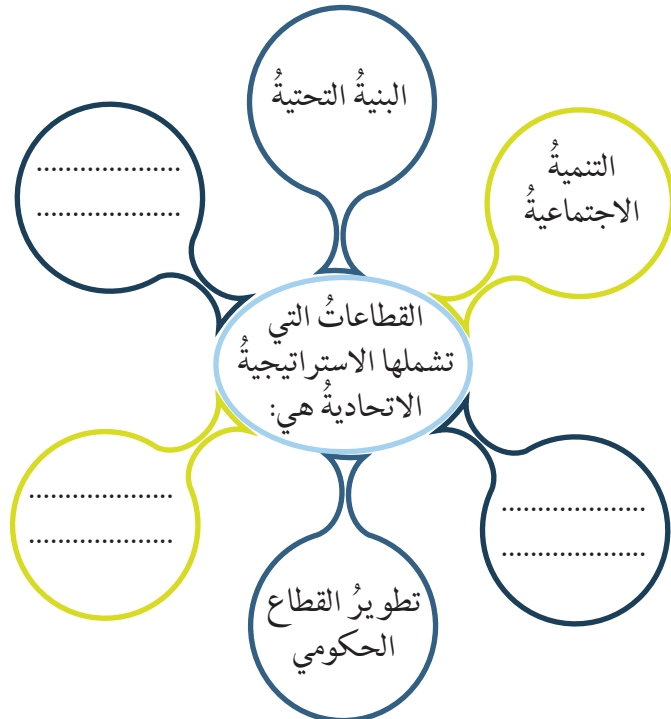 البنيةُ التحتيةُ
التنميةُ
الاجتماعيةُ
....................
....................
القطاعاتُ التي
تشملها الاستراتيجيةُ
الاتحاديةُ هي:
....................
....................
....................
....................
تطويرُ القطاع
الحكومي